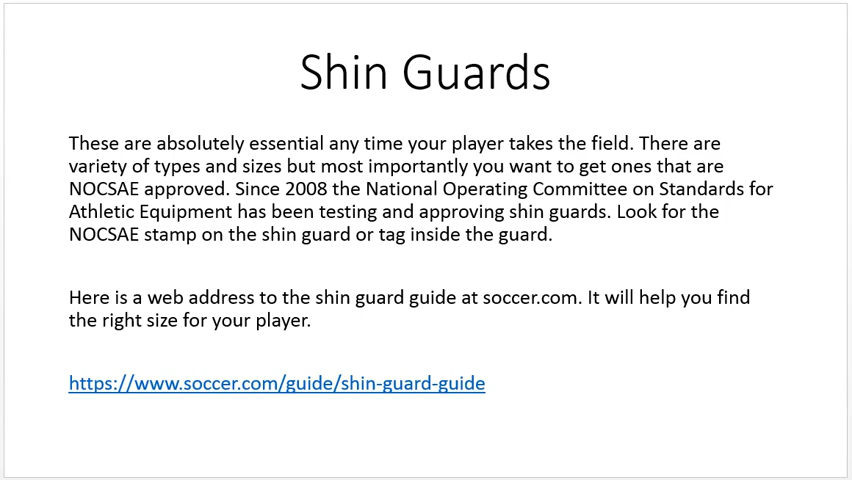 Shin Guards
These are absolutely essential any time your player takes the field. There are
variety of types and sizes but most importantly you want to get ones that are
NOCSAE approved. Since 2008 the National Operating Committee on Standards for
Athletic Equipment has been testing and approving shin guards. Look for the
NOCSAE stamp on the shin guard or tag inside the guard.
Here is a web address to the shin guard guide at soccer.com. It will help you find
the right size for your player.
https://www.soccer.com/guide/shin-guard-guide